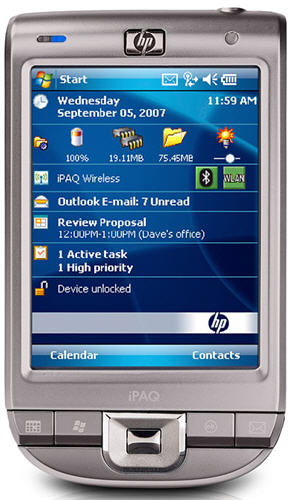 hp
Start
Wednesday 11:59 AM
September 05, 2007
100% 19.11MB 75.45MB
iPAQ Wireless WLAN
Outlook E-mail: 7 Unread
Review Proposal
12:00PM-1:00PM (Dave's office)
1 Active task
1 High priority
Device unlocked
hp
Calendar Contacts
iPAQ